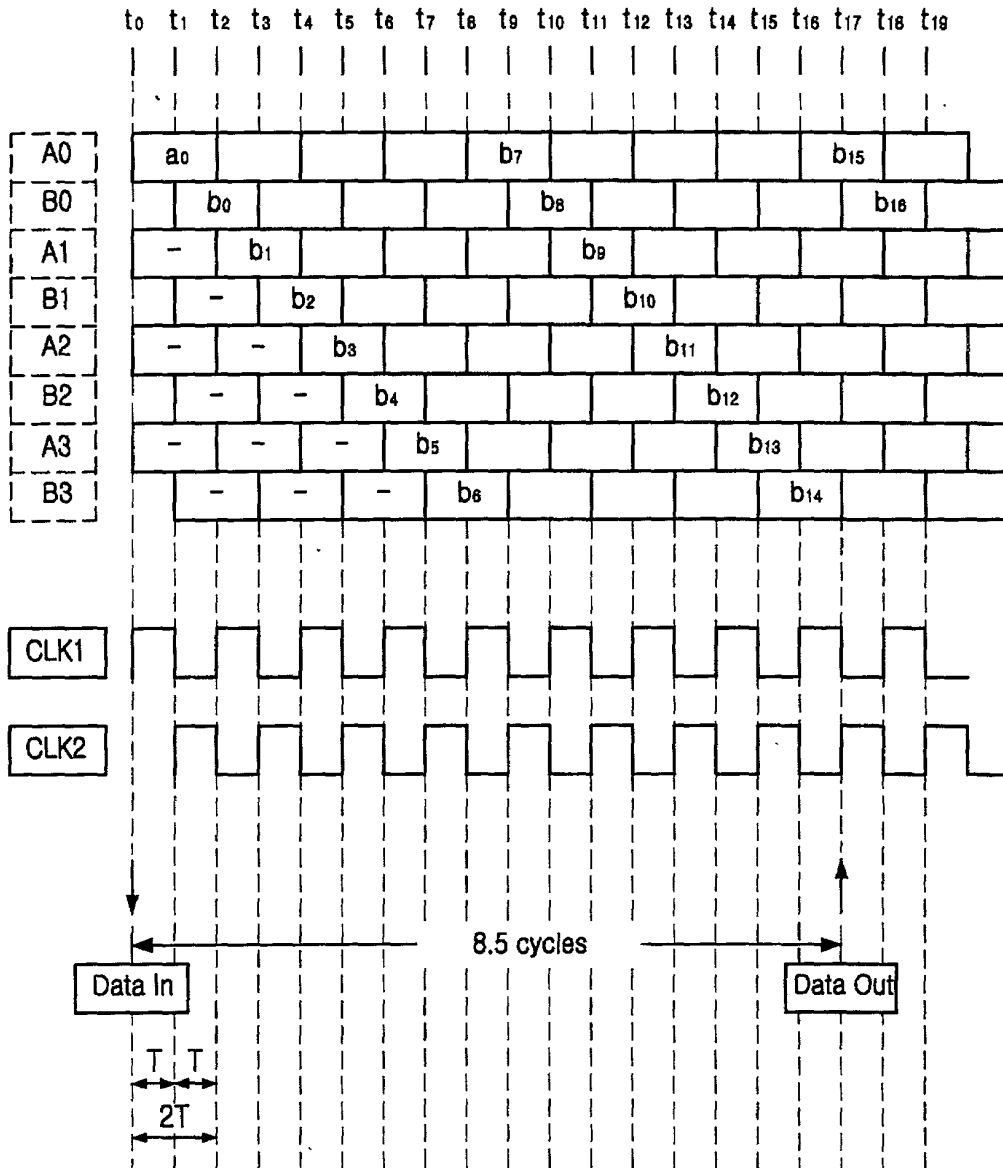 t0 t1 t2 t3 t4 t5 t6 t7 t8 t9 t10 t11 t12 t13 t14 t15 t16 t17 t18 t19
A0 a0 b7 b15
B0 b0 b8 b16
A1 - b1 b9
B1 - b2 b10
A2 - - b3 b11
B2 - - b4 b12
A3 - - - b5 b13
B3 - - - b6 b14
CLK1
CLK2
8.5 cycles
Data In Data Out
T T
2T